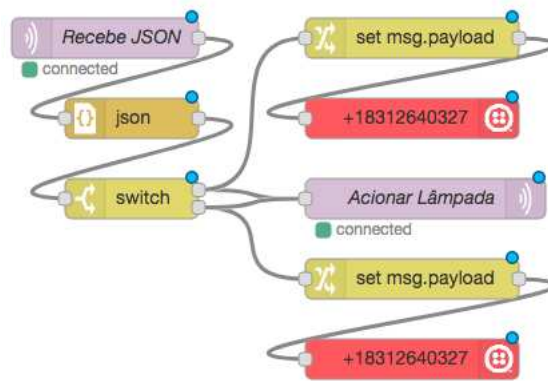 Recebe JSON
connected
json
switch
set msg.payload
+18312640327
Acionar Lâmpada
connected
set msg.payload
+18312640327